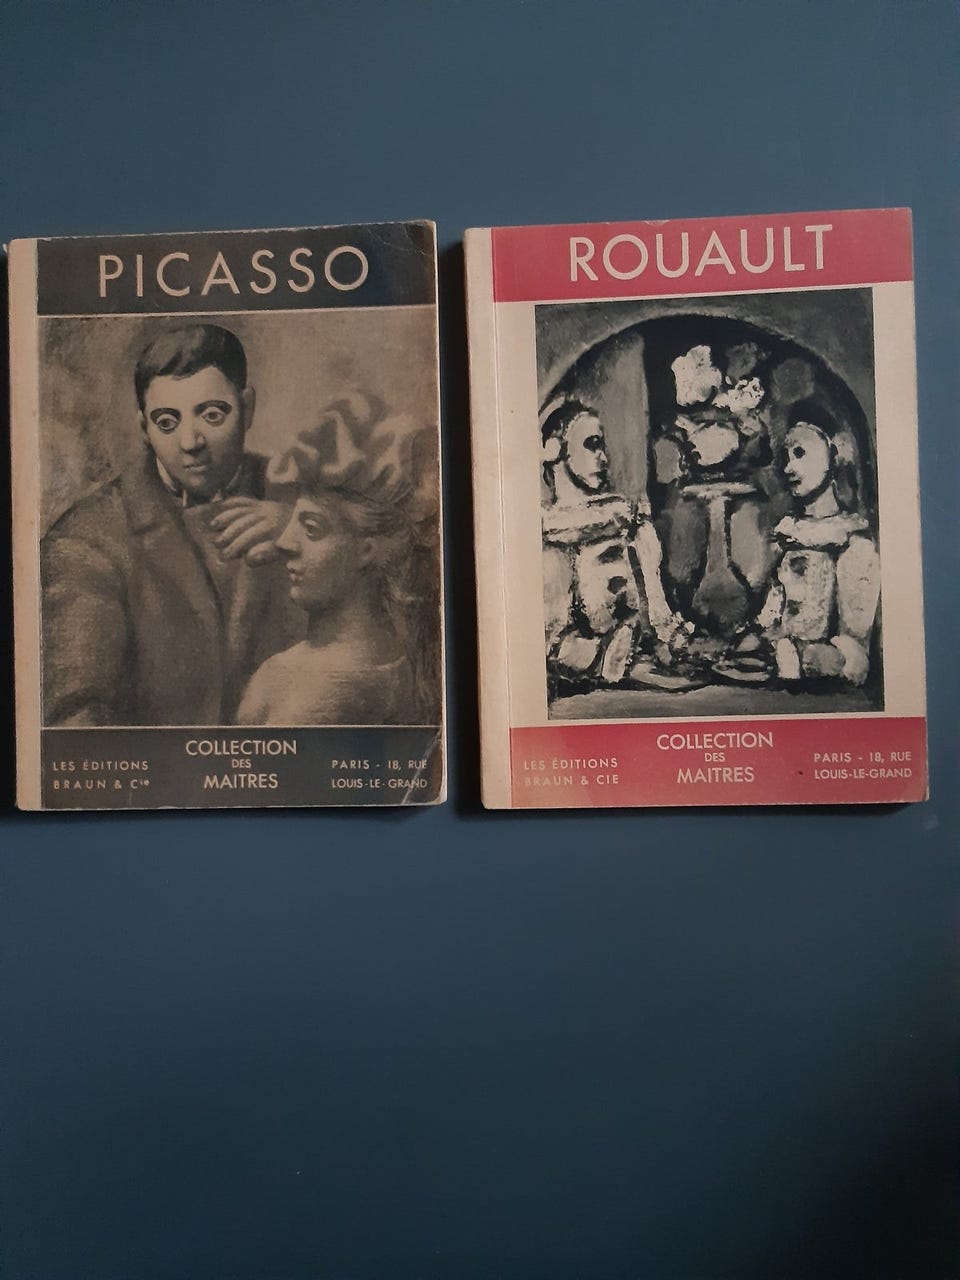 PICASSO
LES ÉDITIONS
BRAUN & Cie
COLLECTION
DES
MAITRES
PARIS - 18, RUE
LOUIS-LE-GRAND
ROUAULT
LES ÉDITIONS
BRAUN & CIE
COLLECTION
DES
MAITRES
PARIS - 18, RUE
LOUIS-LE-GRAND